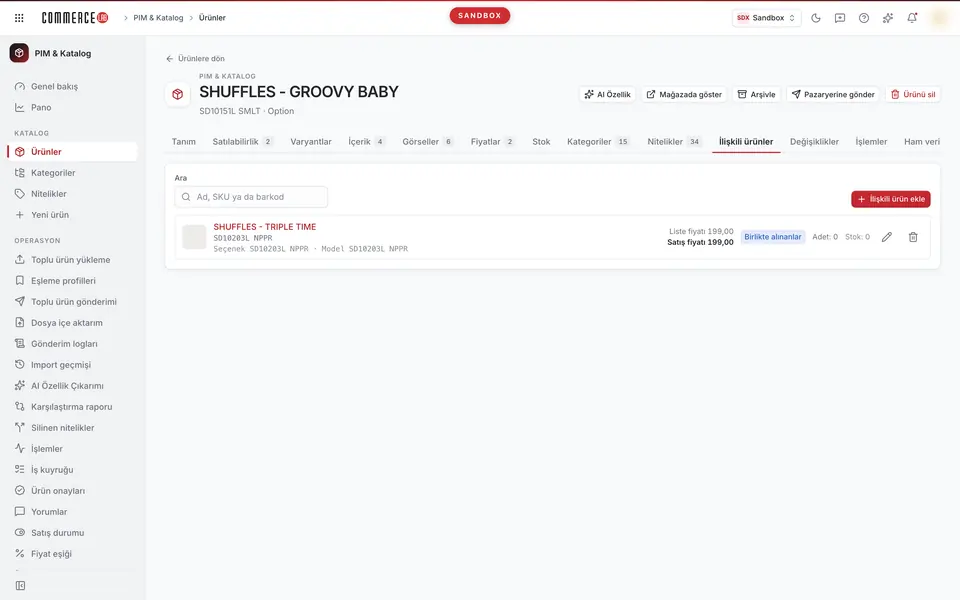 COMMERCE LAB
PIM & Katalog
Ürünler
SANDBOX
SDX Sandbox
PIM & Katalog
Genel bakış
Pano
KATALOG
Ürünler
Kategoriler
Nitelikler
Yeni ürün
OPERASYON
Toplu ürün yükleme
Eşleme profilleri
Toplu ürün gönderimi
Dosya içe aktarım
Gönderim logları
Import geçmişi
AI Özellik Çıkarımı
Karşılaştırma raporu
Silinen nitelikler
İşlemler
İş kuyruğu
Ürün onayları
Yorumlar
Satış durumu
Fiyat eşiği
Ürünlere dön
PIM & KATALOG
SHUFFLES - GROOVY BABY
SD10151L SMLT · Option
AI Özellik
Mağazada göster
Arşivle
Pazaryerine gönder
Ürünü sil
Tanım
Satılabilirlik 2
Varyantlar
İçerik 4
Görseller 6
Fiyatlar 2
Stok
Kategoriler 15
Nitelikler 34
İlişkili ürünler
Değişiklikler
İşlemler
Ham veri
Ara
Ad, SKU ya da barkod
İlişkili ürün ekle
SHUFFLES - TRIPLE TIME
SD10203L NPPR
Seçenek SD10203L NPPR · Model SD10203L NPPR
Liste fiyatı 199,00
Satış fiyatı 199,00
Birlikte alınanlar
Adet: 0
Stok: 0